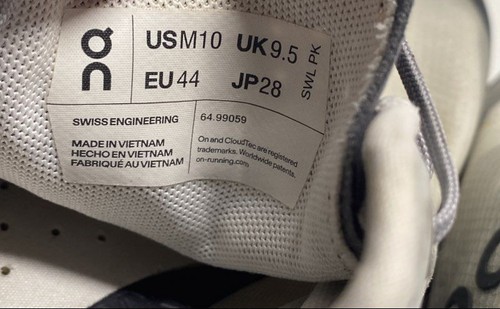 ON
US M10 UK 9.5
EU 44 JP 28
SWL PK
SWISS ENGINEERING
64.99059
MADE IN VIETNAM
HECHO EN VIETNAM
FABRIQUÉ AU VIETNAM
On and CloudTec are registered
trademarks. Worldwide patents.
on-running.com